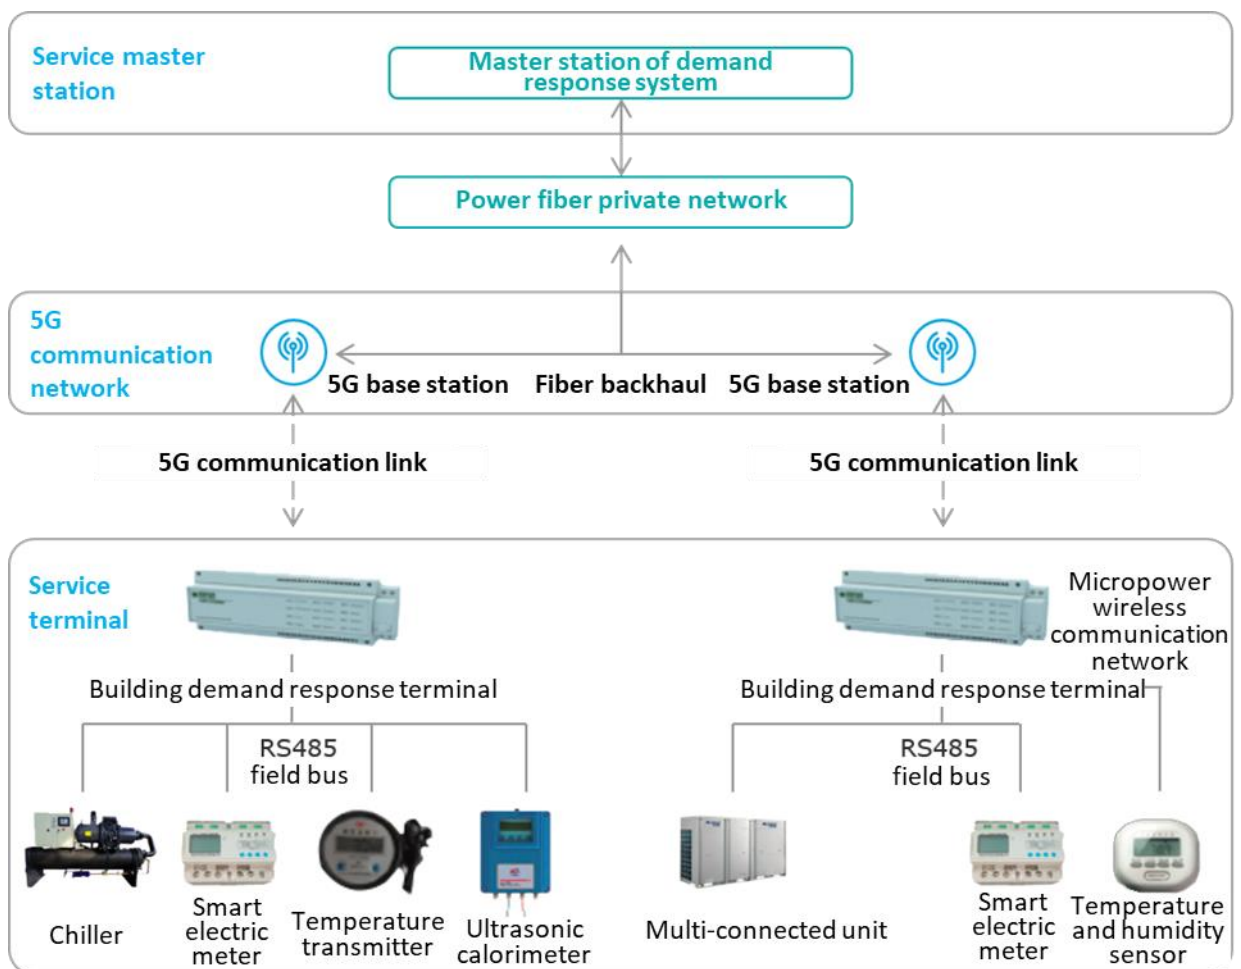 Service master
station
Master station of demand
response system
Power fiber private network
5G
communication
network
5G base station
Fiber backhaul
5G base station
5G communication link
5G communication link
Service
terminal
Micropower
wireless
communication
network
Building demand response terminal
Building demand response terminal
RS485
field bus
RS485
field bus
Chiller
Smart
electric
meter
Temperature
transmitter
Ultrasonic
calorimeter
Multi-connected unit
Smart
electric
meter
Temperature
and humidity
sensor